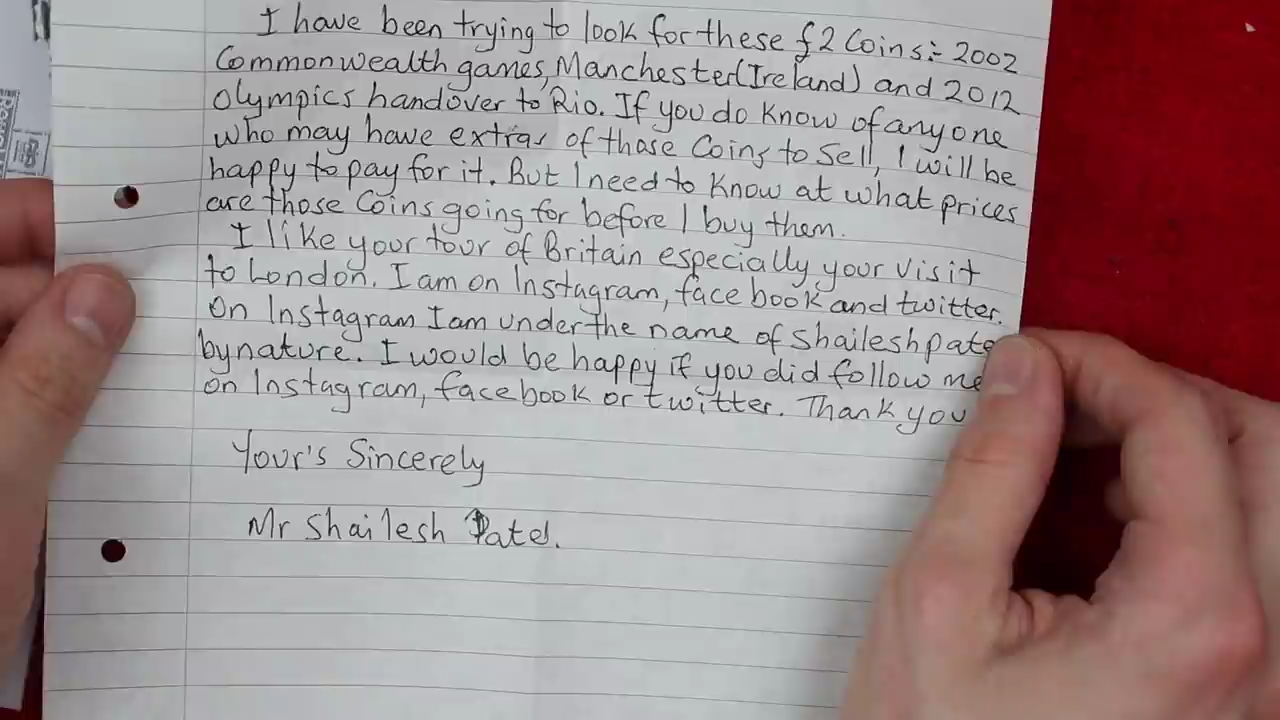 I have been trying to look for these £2 Coins:- 2002
Commonwealth games, Manchester(Ireland) and 2012
Olympics handover to Rio. If you do know of anyone
who may have extras of those Coins to sell, I will be
happy to pay for it. But I need to know at what prices
are those Coins going for before I buy them.
I like your tour of Britain especially your visit
to London. I am on Instagram, facebook and twitter.
On Instagram I am under the name of shaileshpate
bynature. I would be happy if you did follow me
on Instagram, facebook or twitter. Thank you
Your's Sincerely
Mr Shailesh Patel.